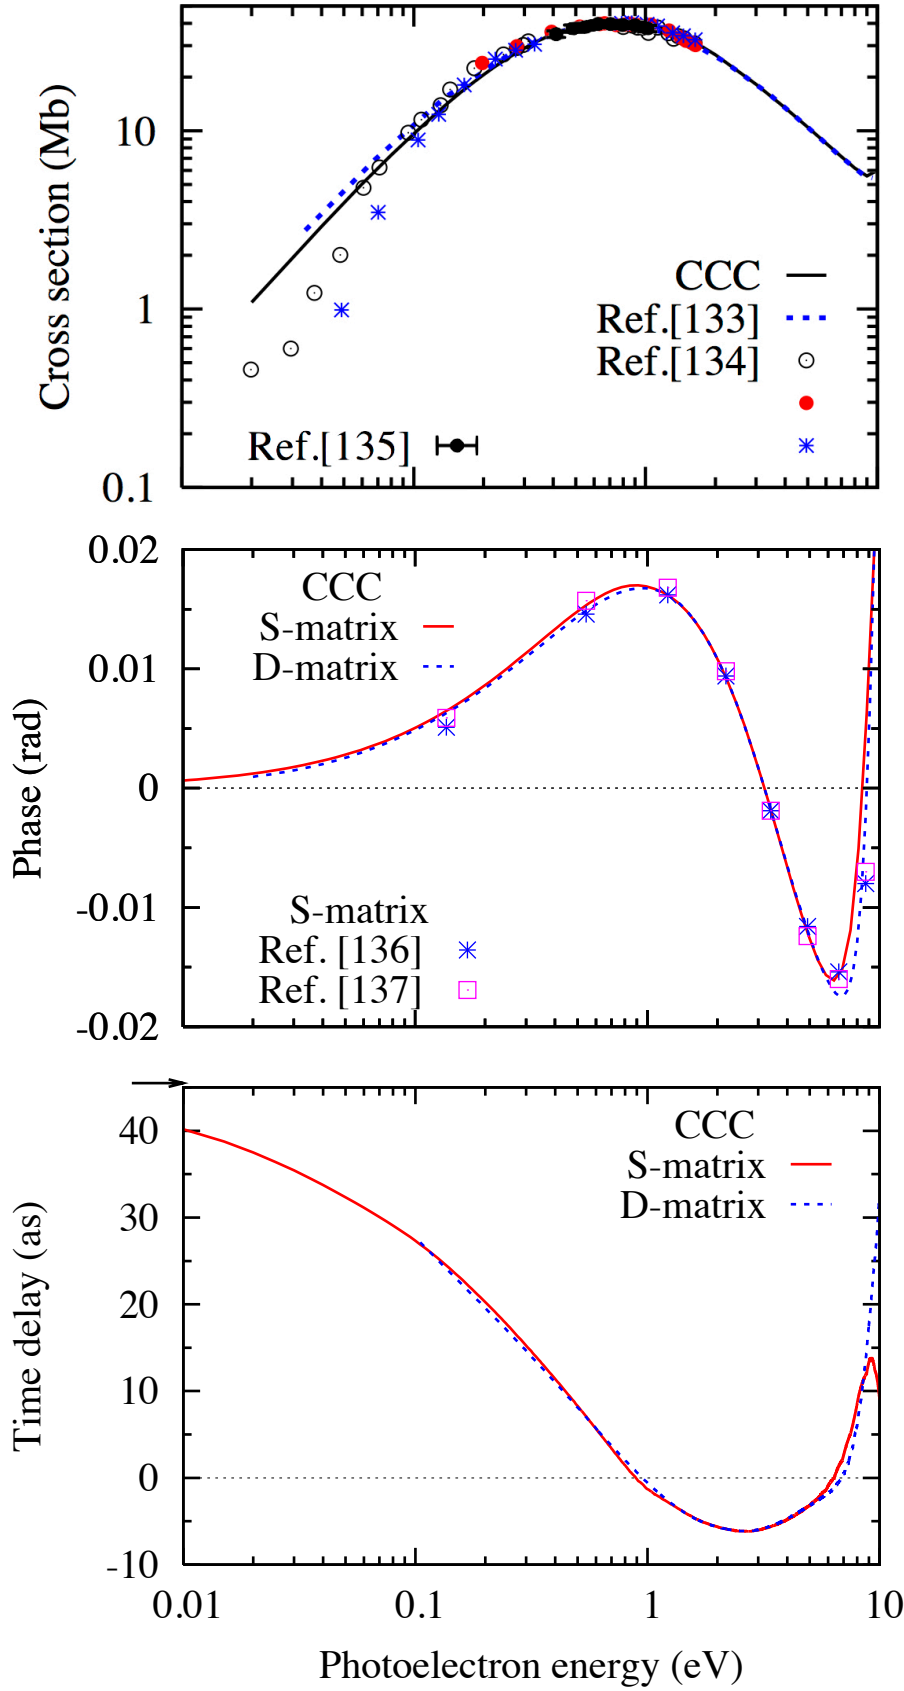 Cross section (Mb)
10
1
0.1
CCC
Ref.[133]
Ref.[134]
Ref.[135]
Phase (rad)
0.02
0.01
0
-0.01
-0.02
CCC
S-matrix
D-matrix
S-matrix
Ref. [136]
Ref. [137]
Time delay (as)
40
30
20
10
0
-10
CCC
S-matrix
D-matrix
0.01 0.1 1 10
Photoelectron energy (eV)